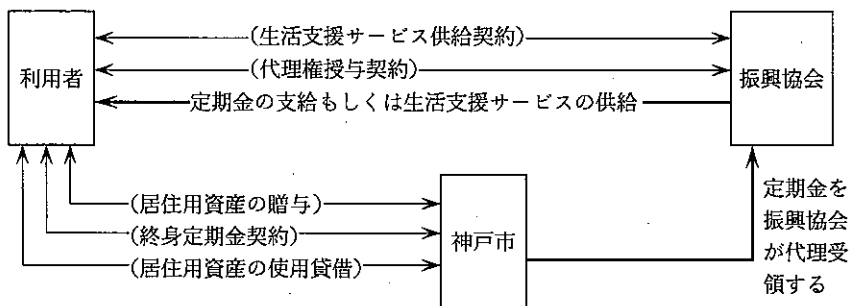 (生活支援サービス供給契約)
利用者
(代理権授与契約)
振興協会
定期金の支給もしくは生活支援サービスの供給
(居住用資産の贈与)
(終身定期金契約)
神戸市
(居住用資産の使用貸借)
定期金を
振興協会
が代理受
領する